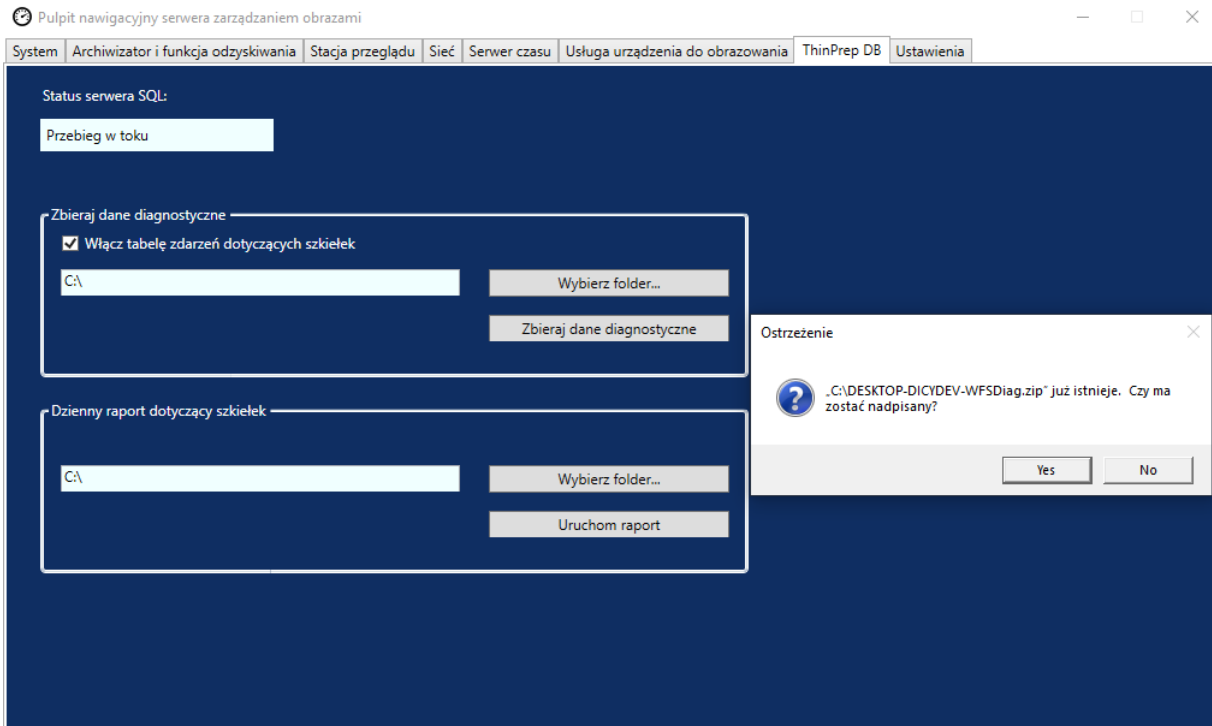 Pulpit nawigacyjny serwera zarządzaniem obrazami
System Archiwizator i funkcja odzyskiwania Stacja przeglądu Sieć Serwer czasu Usługa urządzenia do obrazowania ThinPrep DB Ustawienia
Status serwera SQL:
Przebieg w toku
Zbieraj dane diagnostyczne
Włącz tabelę zdarzeń dotyczących szkiełek
C:\
Wybierz folder...
Zbieraj dane diagnostyczne
Dzienny raport dotyczący szkiełek
C:\
Wybierz folder...
Uruchom raport
Ostrzeżenie
„C:\DESKTOP-DICYDEV-WFSDiag.zip” już istnieje. Czy ma
zostać nadpisany?
Yes No